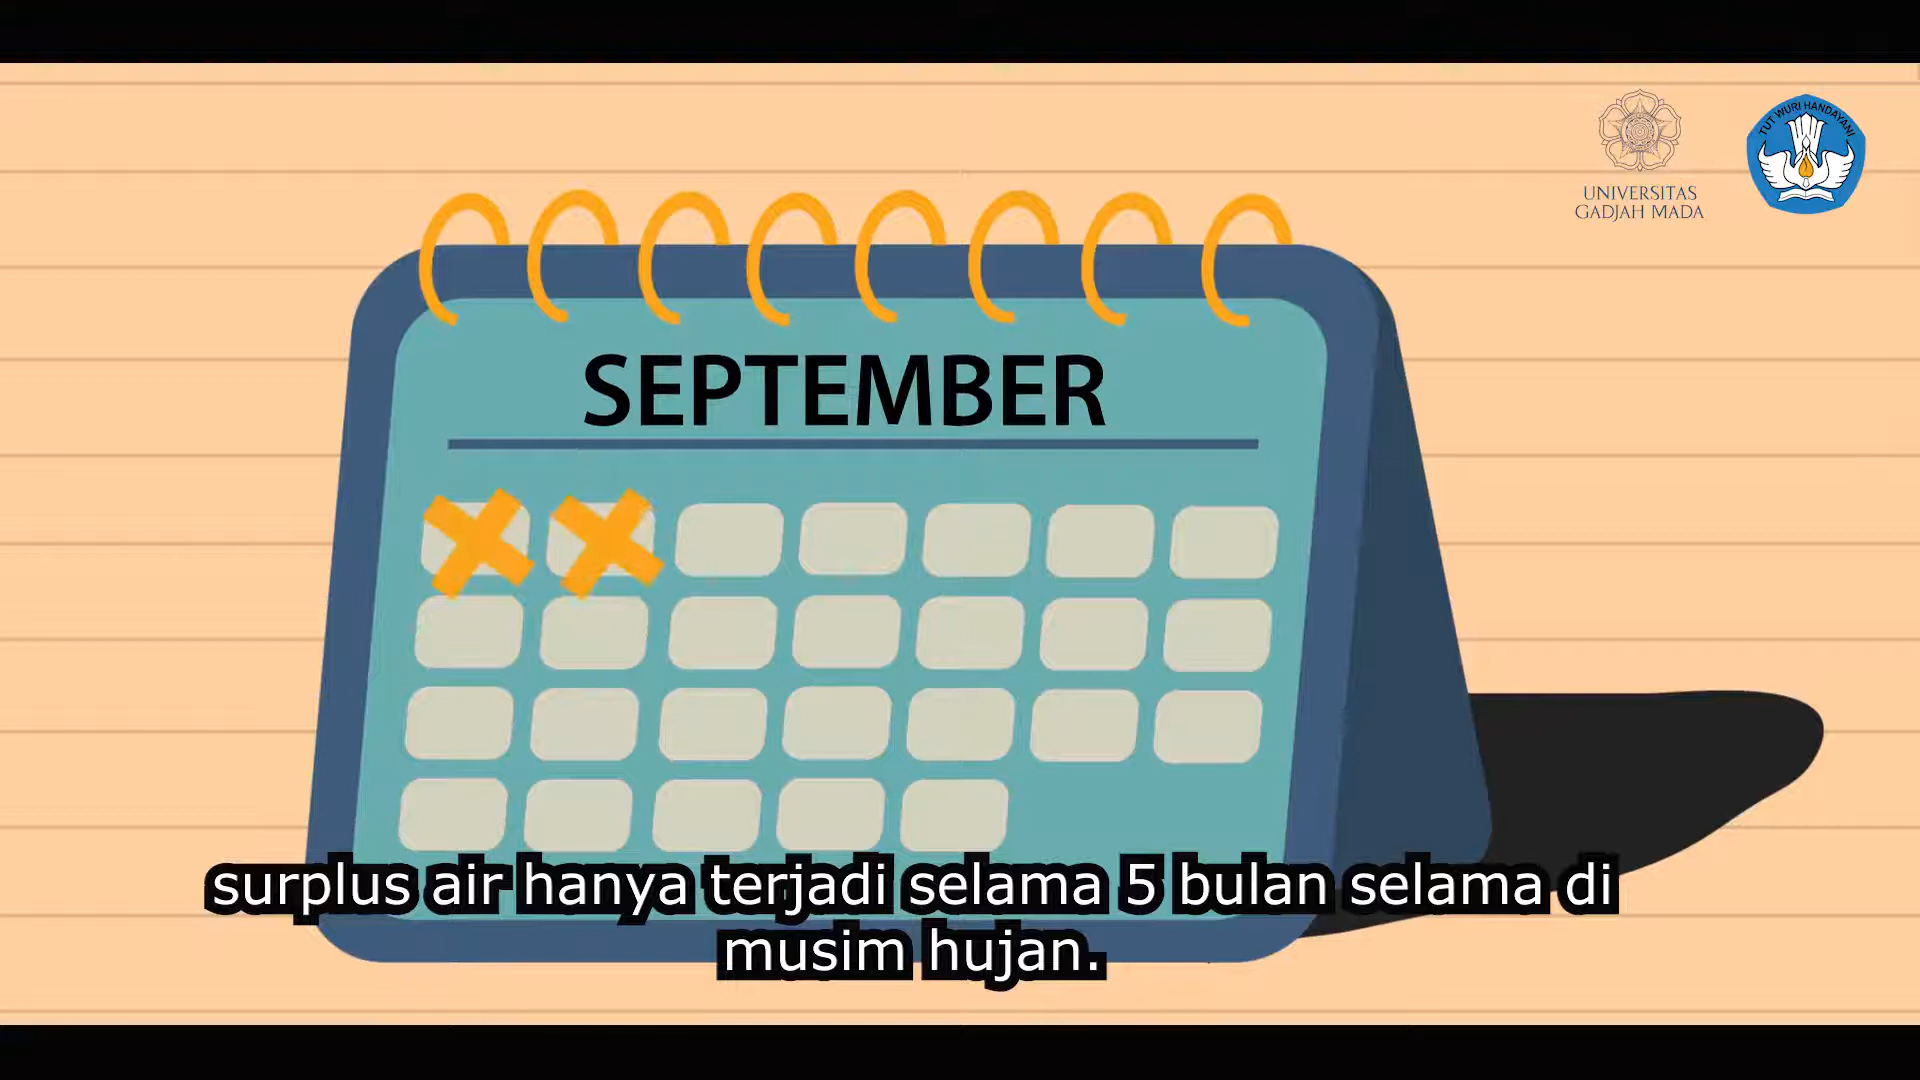 TUT WURI HANDAYANI
UNIVERSITAS
GADJAH MADA
SEPTEMBER
surplus air hanya terjadi selama 5 bulan selama di
musim hujan.